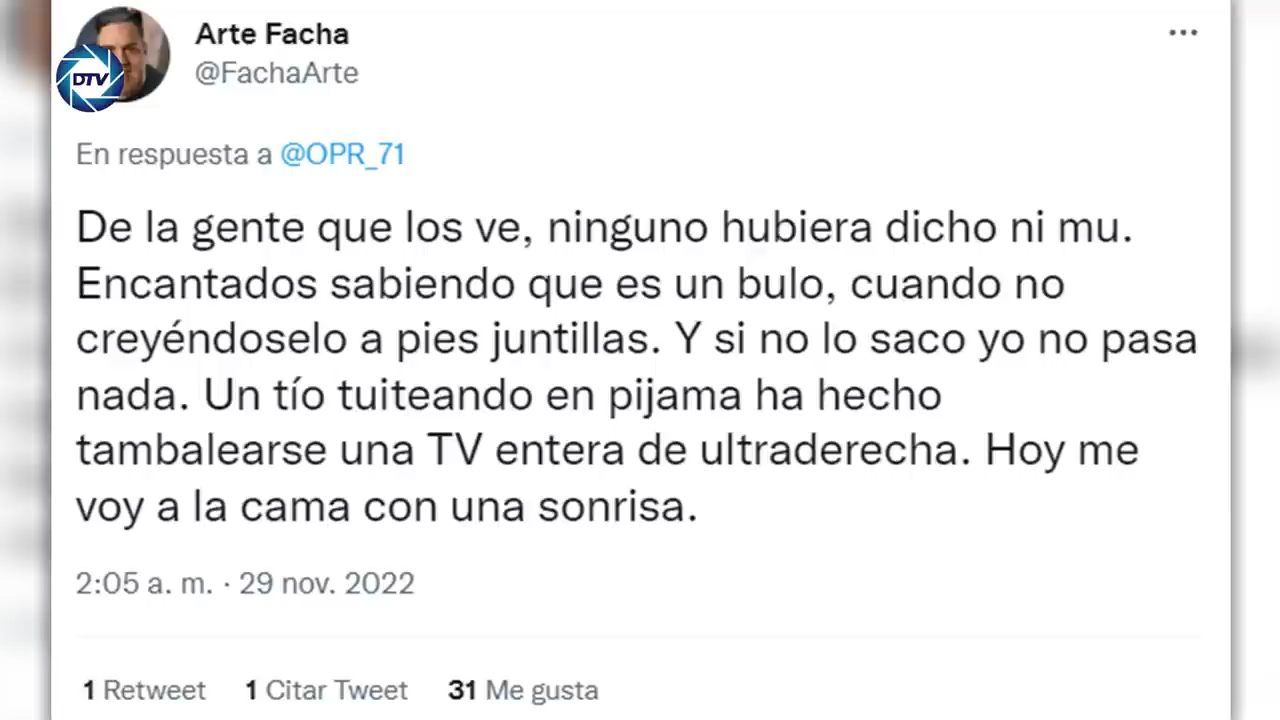 Arte Facha
@FachaArte
DTV
En respuesta a @OPR_71
De la gente que los ve, ninguno hubiera dicho ni mu.
Encantados sabiendo que es un bulo, cuando no
creyéndoselo a pies juntillas. Y si no lo saco yo no pasa
nada. Un tío tuiteando en pijama ha hecho
tambalearse una TV entera de ultraderecha. Hoy me
voy a la cama con una sonrisa.
2:05 a. m. · 29 nov. 2022
1 Retweet 1 Citar Tweet 31 Me gusta